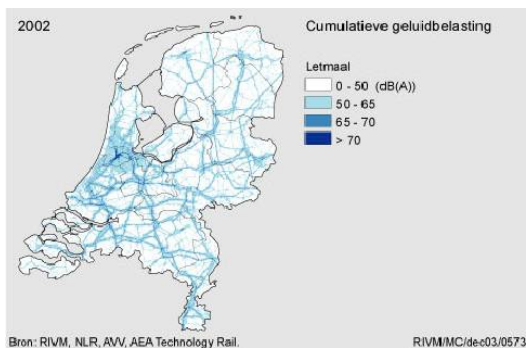 2002
Cumulatieve geluidbelasting
Letmaal
0 - 50 (dB(A))
50 - 65
65 - 70
> 70
Bron: RIVM, NLR, AVV, AEA Technology Rail.
RIVM/MC/dec03/0573